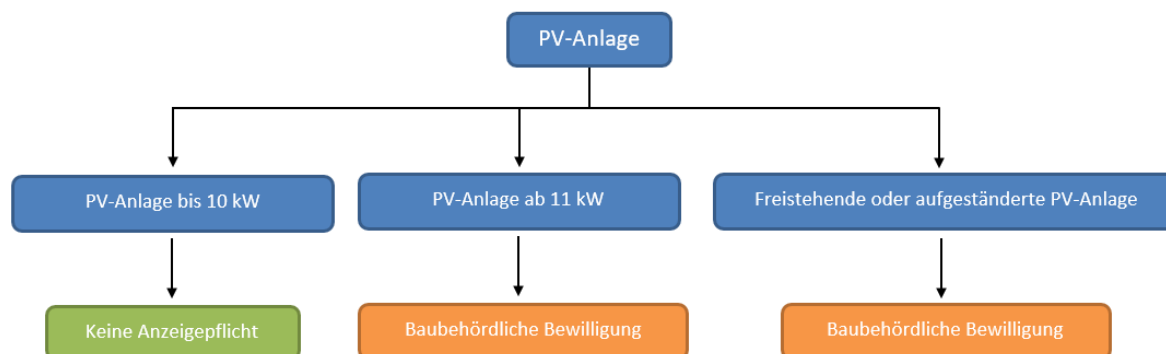 PV-Anlage
PV-Anlage bis 10 kW
PV-Anlage ab 11 kW
Freistehende oder aufgeständerte PV-Anlage
Keine Anzeigepflicht
Baubehördliche Bewilligung
Baubehördliche Bewilligung